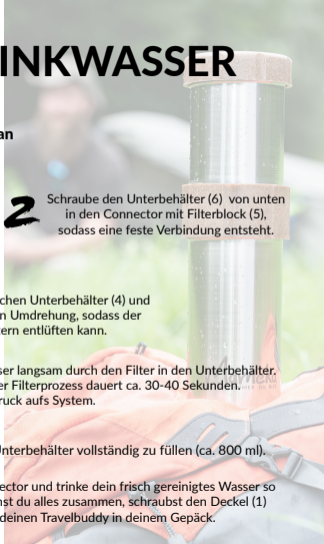 INKWASSER
an
2
Schraube den Unterbehälter (6) von unten
in den Connector mit Filterblock (5),
sodass eine feste Verbindung entsteht.
chen Unterbehälter (4) und
n Umdrehung, sodass der
tern entlüften kann.
ser langsam durch den Filter in den Unterbehälter.
er Filterprozess dauert ca. 30-40 Sekunden.
ruck aufs System.
Unterbehälter vollständig zu füllen (ca. 800 ml).
ector und trinke dein frisch gereinigtes Wasser so
nst du alles zusammen, schraubst den Deckel (1)
deinen Travelbuddy in deinem Gepäck.